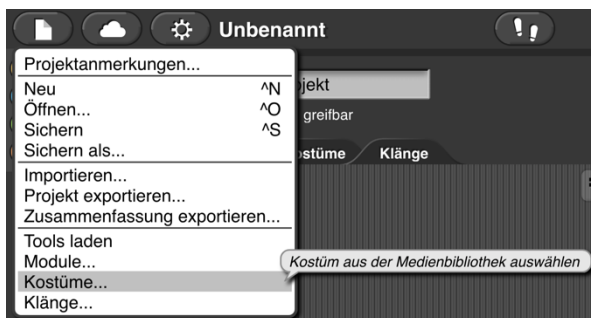 Unbenannt
Projektanmerkungen...
Neu ^N
Öffnen... ^O
Sichern ^S
Sichern als...
Importieren...
Projekt exportieren...
Zusammenfassung exportieren...
Tools laden
Module...
Kostüme...
Klänge...
jekt
greifbar
ostüme Klänge
Kostüm aus der Medienbibliothek auswählen